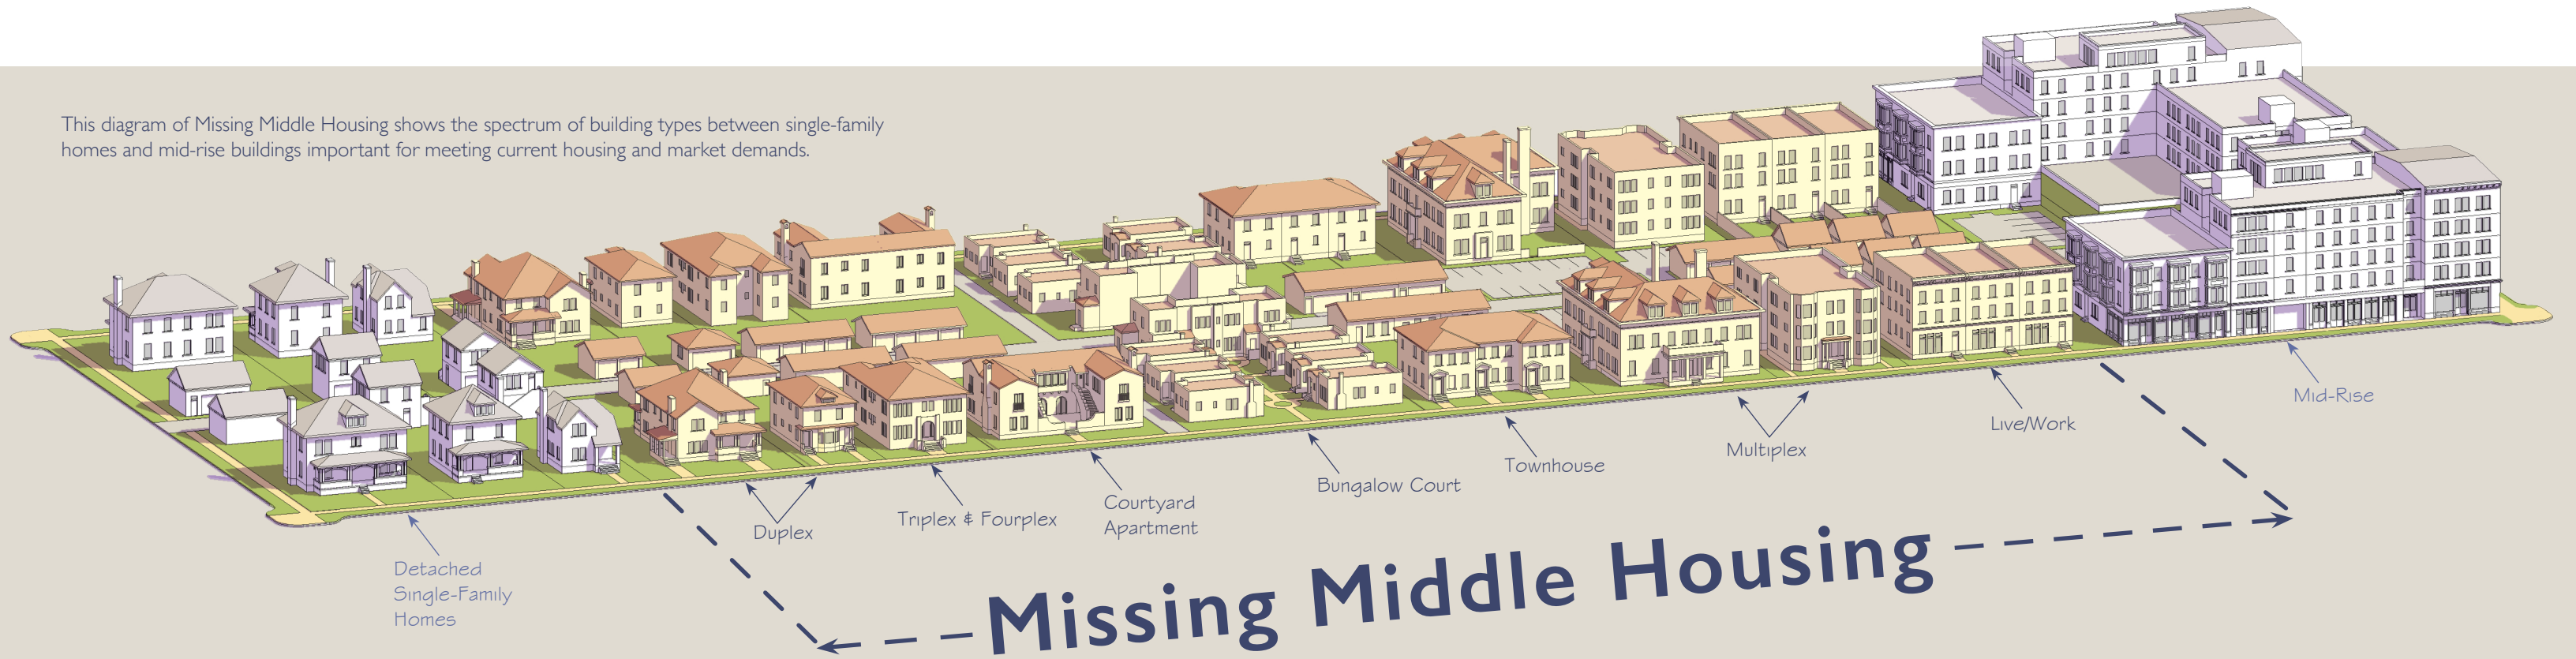 This diagram of Missing Middle Housing shows the spectrum of building types between single-family
homes and mid-rise buildings important for meeting current housing and market demands.
Detached
Single-Family
Homes
Duplex
Triplex & Fourplex
Courtyard
Apartment
Bungalow Court
Townhouse
Multiplex
Live/Work
Mid-Rise
Missing Middle Housing